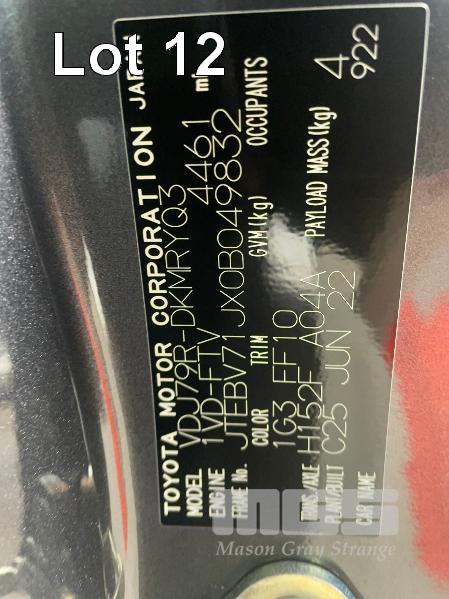 Lot 12
TOYOTA MOTOR CORPORATION JAPAN
MODEL VDJ79R-DKMRYQ3
ENGINE 1VD-FTV 4461 ml
FRAME No. JTEBV71JX0B049832
COLOR TRIM GVM(kg) OCCUPANTS
1G3 FF10 4
TRANS./AXLE H152F A04A PAYLOAD MASS(kg) 922
PLANT/BUILT C25 JUN 22
CAR NAME
MGS
Mason Gray Strange